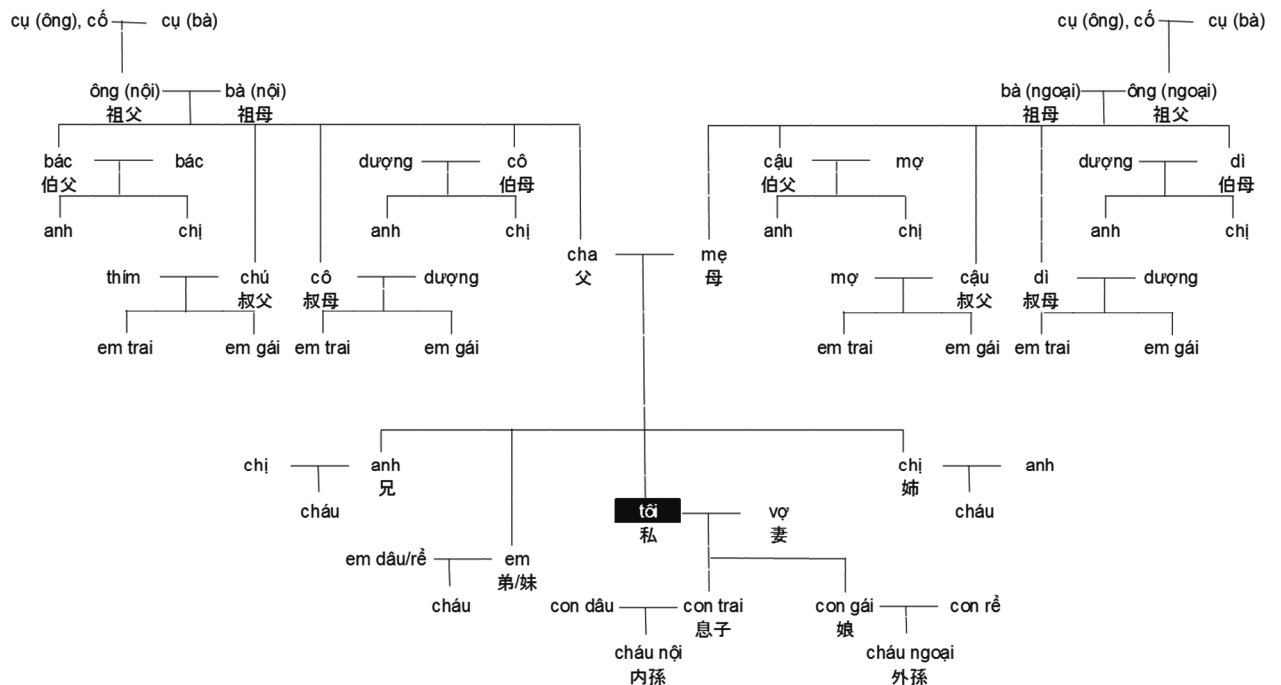 cụ (ông), cố cụ (bà) cụ (ông), cố cụ (bà)
ông (nội) bà (nội) bà (ngoại) ông (ngoại)
祖父 祖母 祖母 祖父
bác bác dượng cô cậu mợ dượng dì
伯父 伯母 伯父 伯母
anh chị anh chị anh chị anh chị
cha mẹ
父 母
thím chú cô dượng mợ cậu dì dượng
叔父 叔母 叔父 叔母
em trai em gái em trai em gái em trai em gái em trai em gái
chị anh chị anh
兄 姉
cháu tôi vợ cháu
私 妻
em dâu/rể em
弟/妹
cháu con dâu con trai con gái con rể
息子 娘
cháu nội cháu ngoại
内孫 外孫